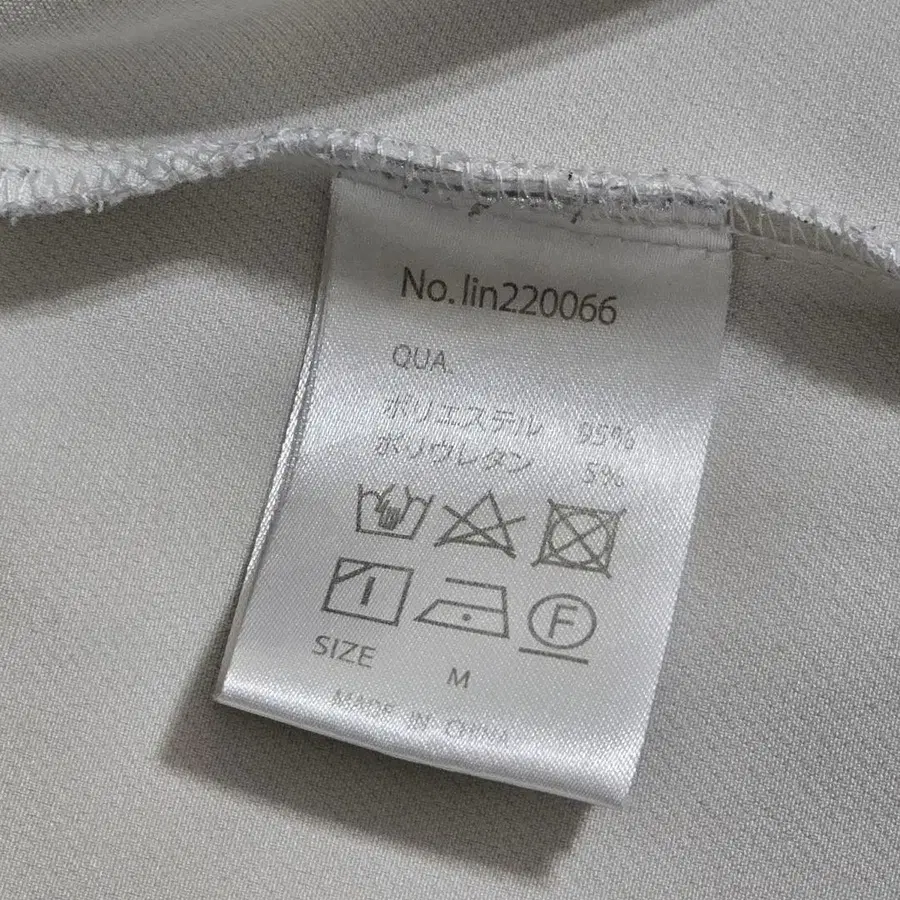 No.lin220066
QUA.
ポリエステル 95%
ポリウレタン 5%
F
SIZE M
MADE IN CHINA